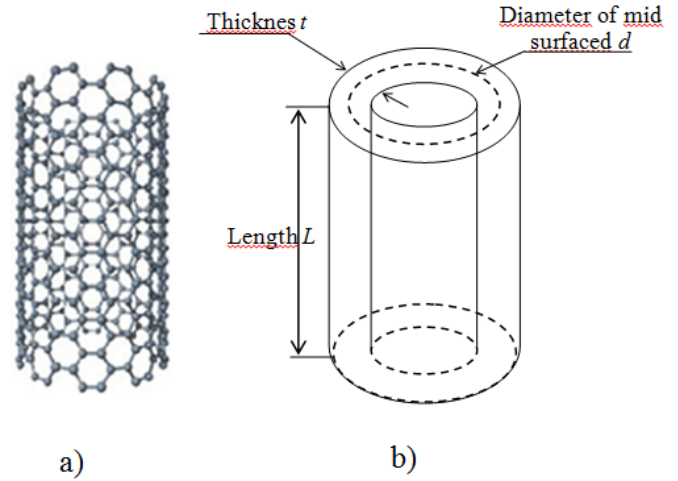 Thicknes t
Diameter of mid
surfaced d
Length L
a)
b)